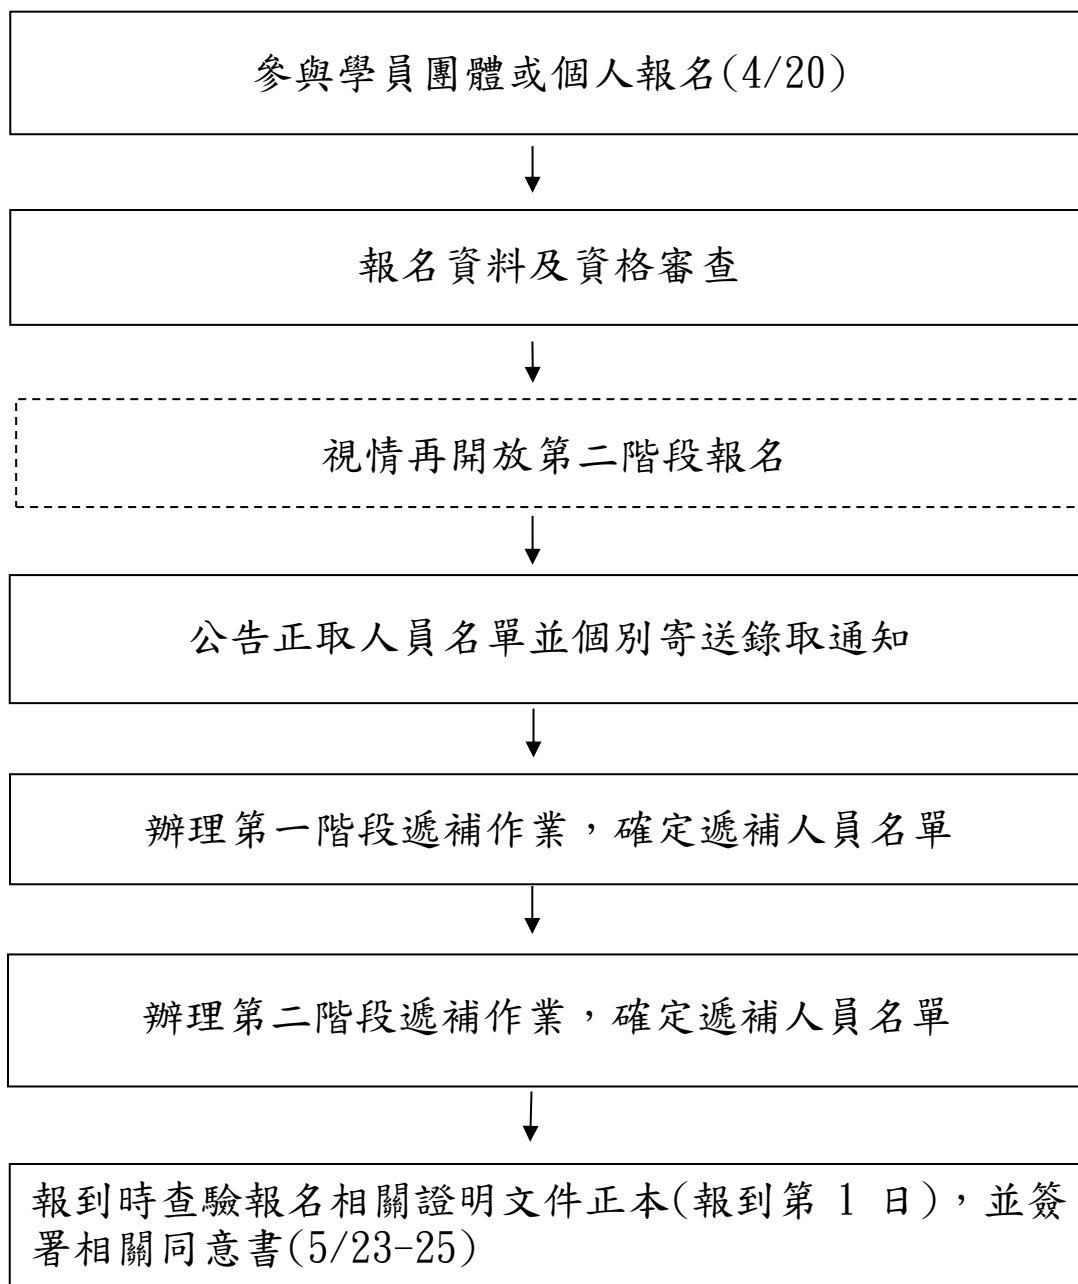 參與學員團體或個人報名(4/20)
報名資料及資格審查
視情再開放第二階段報名
公告正取人員名單並個別寄送錄取通知
辦理第一階段遞補作業，確定遞補人員名單
辦理第二階段遞補作業，確定遞補人員名單
報到時查驗報名相關證明文件正本(報到第 1 日)，並簽
署相關同意書(5/23-25)